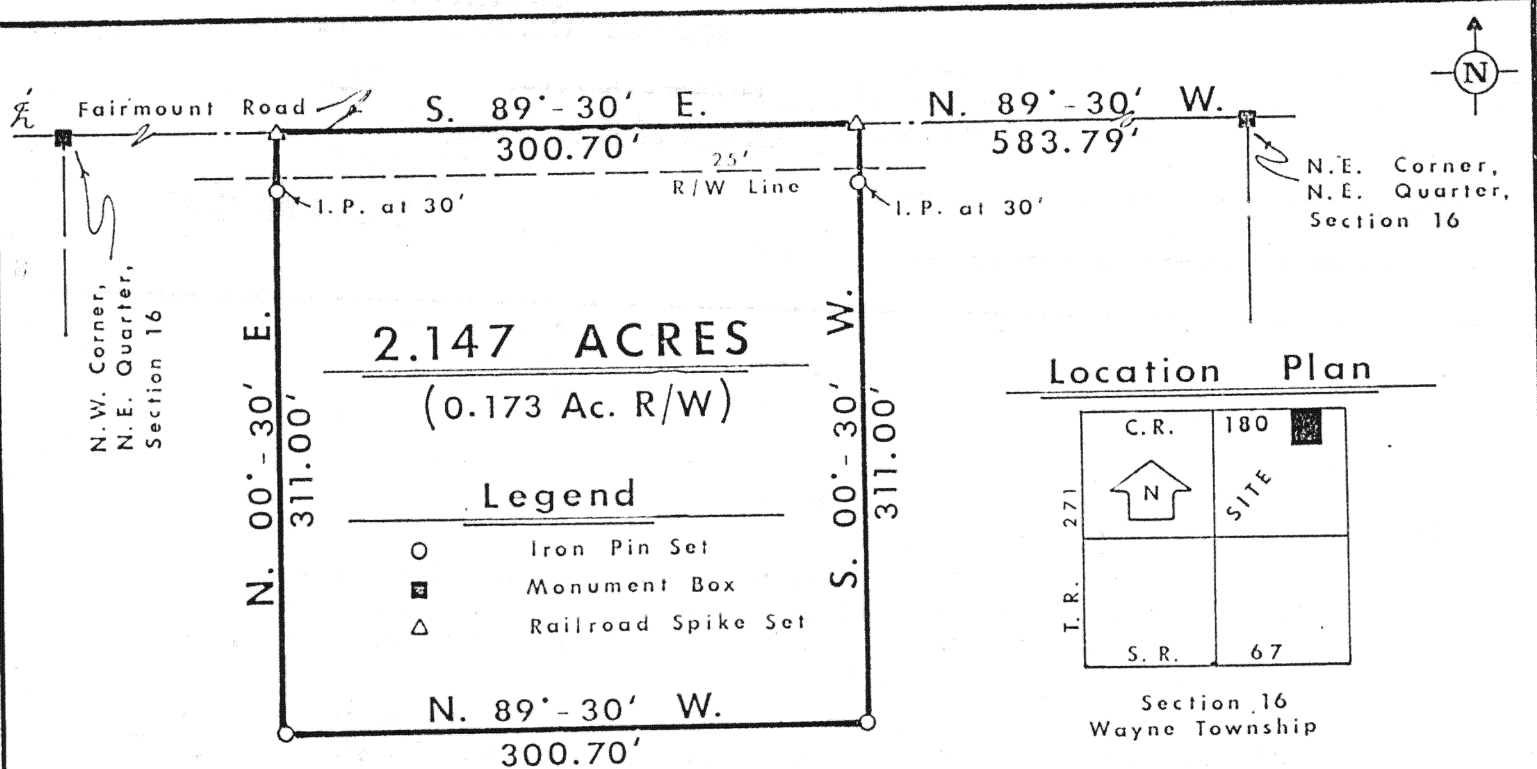 N
Fairmount Road
S. 89°-30' E.
300.70'
N. 89°-30' W.
583.79'
25'
R/W Line
I.P. at 30'
I.P. at 30'
N.E. Corner,
N.E. Quarter,
Section 16
N.W. Corner,
N.E. Quarter,
Section 16
N. 00°-30' E.
311.00'
2.147 ACRES
(0.173 Ac. R/W)
S. 00°-30' W.
311.00'
Legend
Iron Pin Set
Monument Box
Railroad Spike Set
N. 89°-30' W.
300.70'
Location Plan
C.R. 180
N
SITE
T.R. 271
S.R. 67
Section 16
Wayne Township